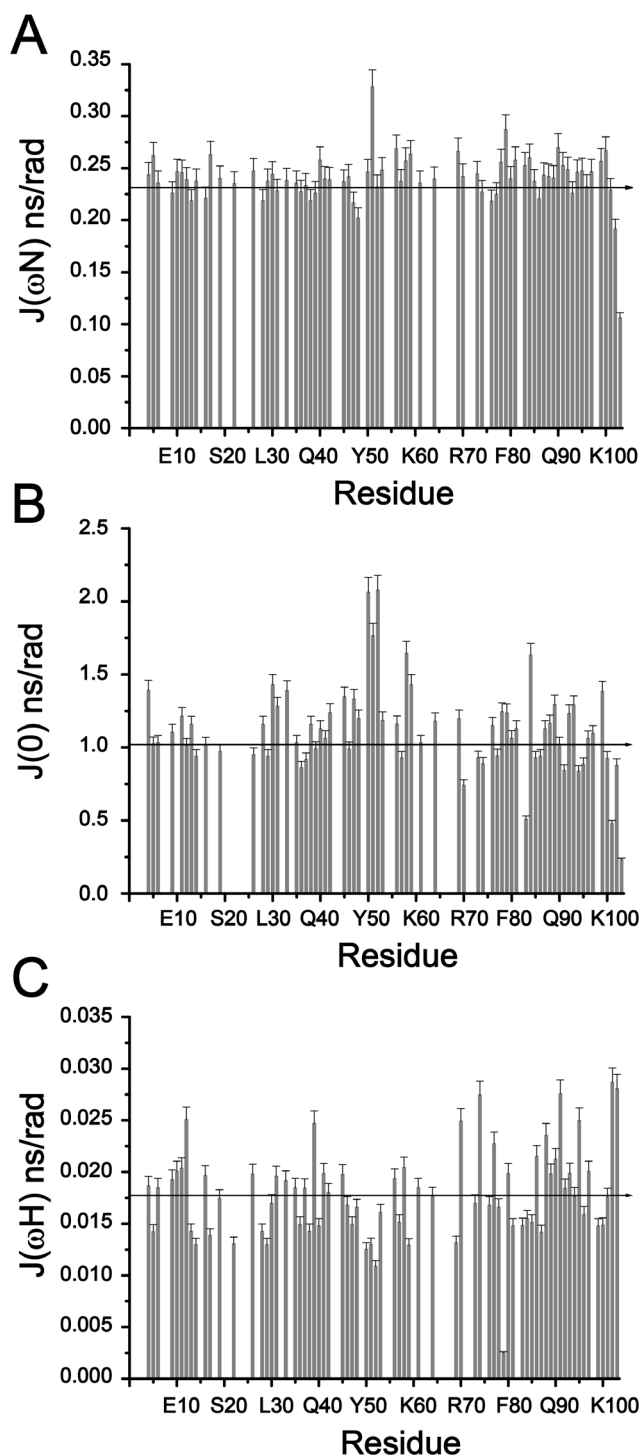 A
0.35
0.30
0.25
0.20
0.15
0.10
0.05
0.00
J(ωN) ns/rad
E10 S20 L30 Q40 Y50 K60 R70 F80 Q90 K100
Residue
B
2.5
2.0
1.5
1.0
0.5
0.0
J(0) ns/rad
E10 S20 L30 Q40 Y50 K60 R70 F80 Q90 K100
Residue
C
0.035
0.030
0.025
0.020
0.015
0.010
0.005
0.000
J(ωH) ns/rad
E10 S20 L30 Q40 Y50 K60 R70 F80 Q90 K100
Residue